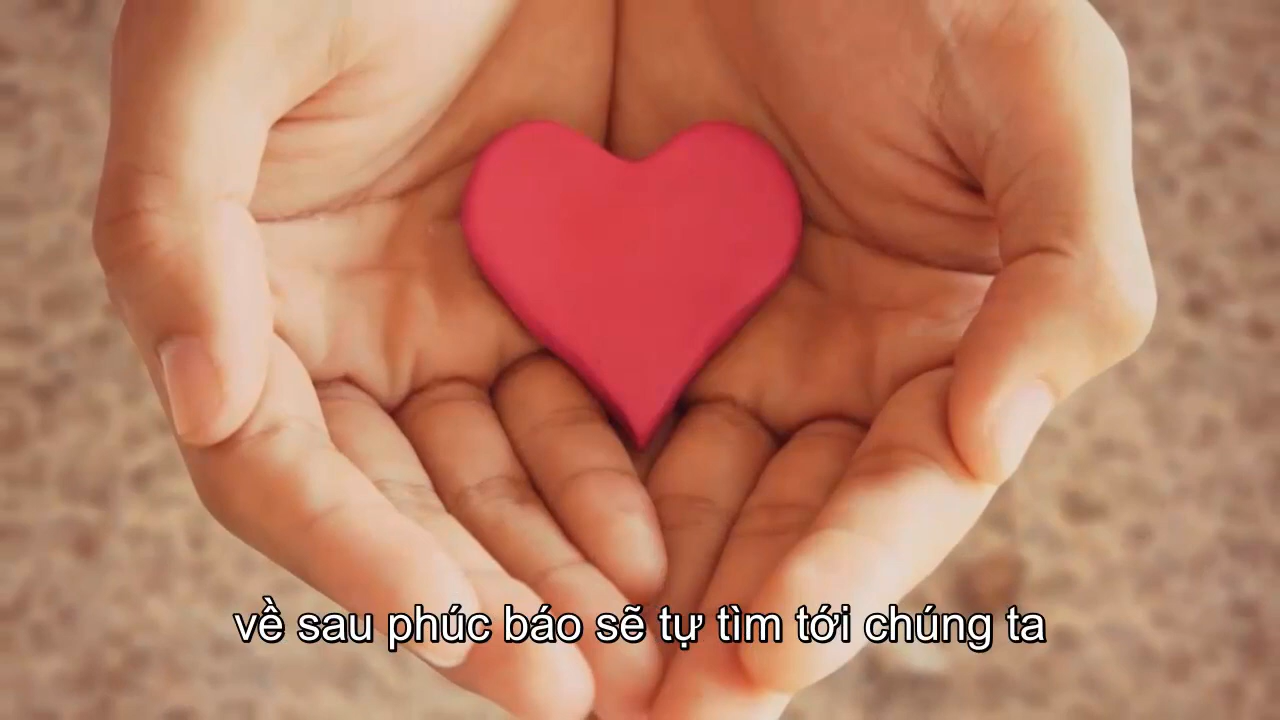 về sau phúc báo sẽ tự tìm tới chúng ta